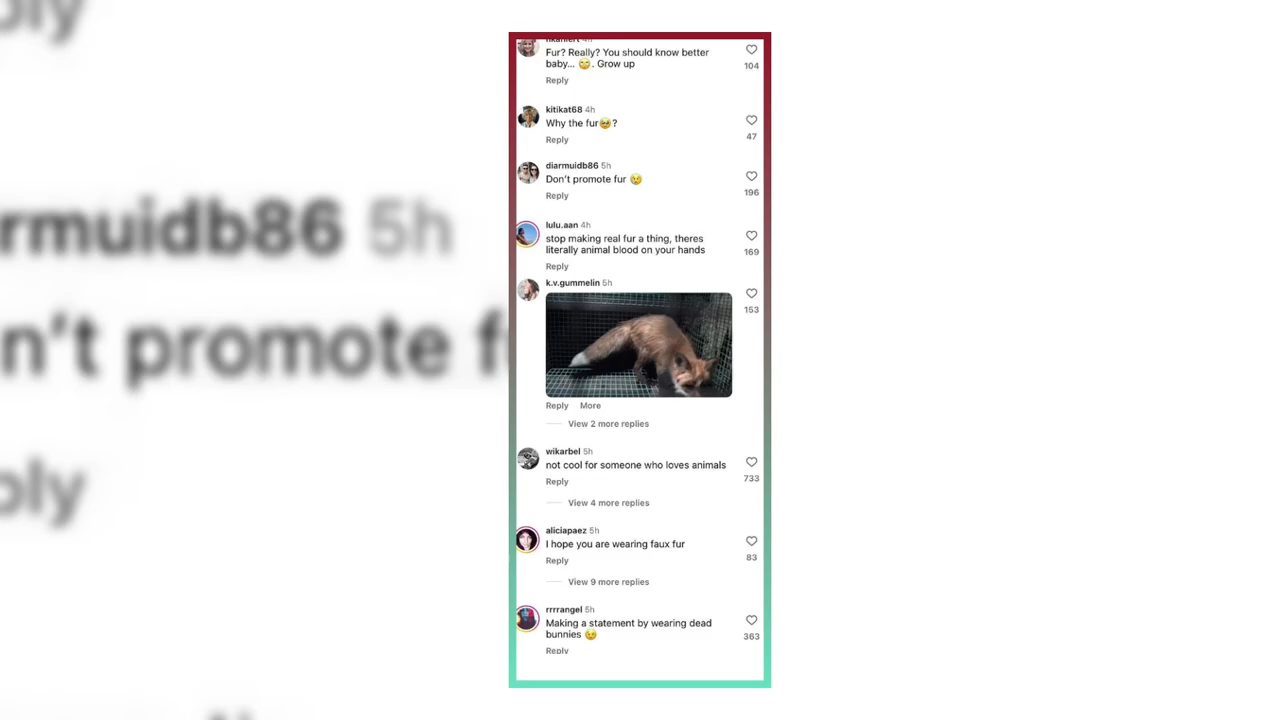 4h
Fur? Really? You should know better
baby... 😁. Grow up
104
Reply
kitikat68 4h
Why the fur🥹?
47
Reply
diarmuidb86 5h
Don't promote fur 😢
196
Reply
lulu.aan 4h
stop making real fur a thing, theres
literally animal blood on your hands
169
Reply
k.v.gummelin 5h
153
Reply More
View 2 more replies
wikarbel 5h
not cool for someone who loves animals
733
Reply
View 4 more replies
aliciapaez 5h
I hope you are wearing faux fur
83
Reply
View 9 more replies
rrrrangel 5h
Making a statement by wearing dead
bunnies 😉
363
Reply
ply
rmuidb86 5h
n't promote f
ply